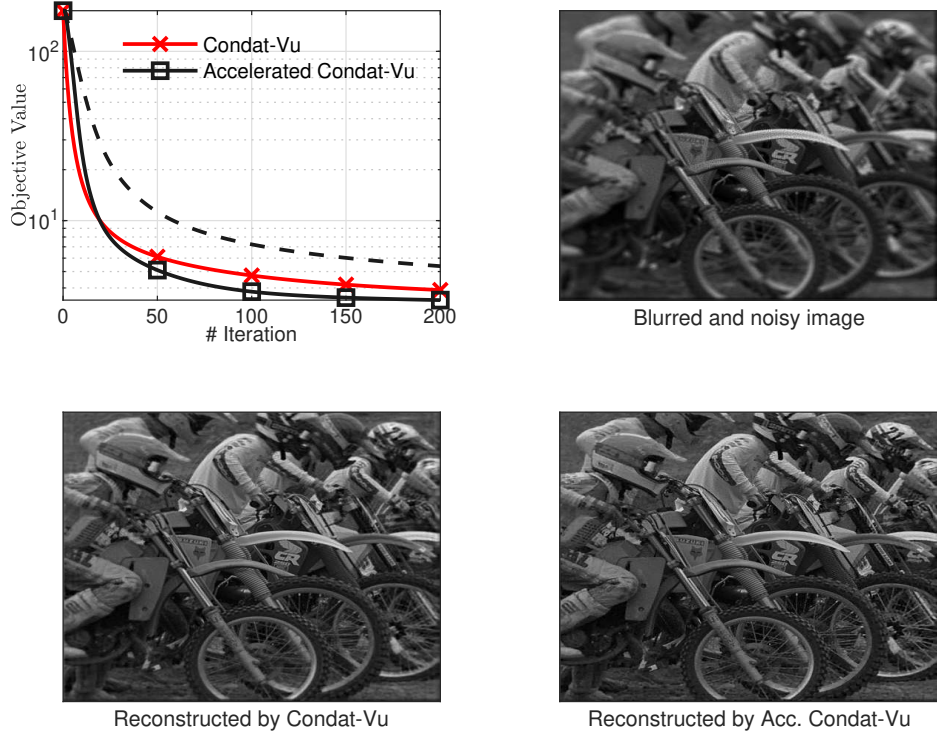 10²
Condat-Vu
Accelerated Condat-Vu
Objective Value
10¹
0
50
100
150
200
# Iteration
Blurred and noisy image
SUZUKI
Reconstructed by Condat-Vu
Reconstructed by Acc. Condat-Vu